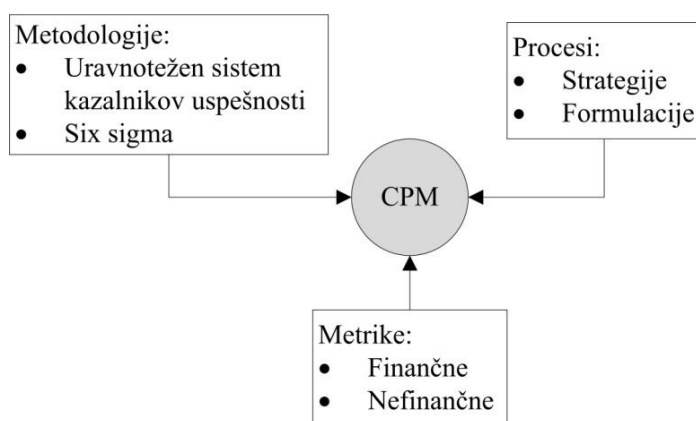 Metodologije:
• Uravnotežen sistem
kazalnikov uspešnosti
• Six sigma
Procesi:
• Strategije
• Formulacije
CPM
Metrike:
• Finančne
• Nefinančne